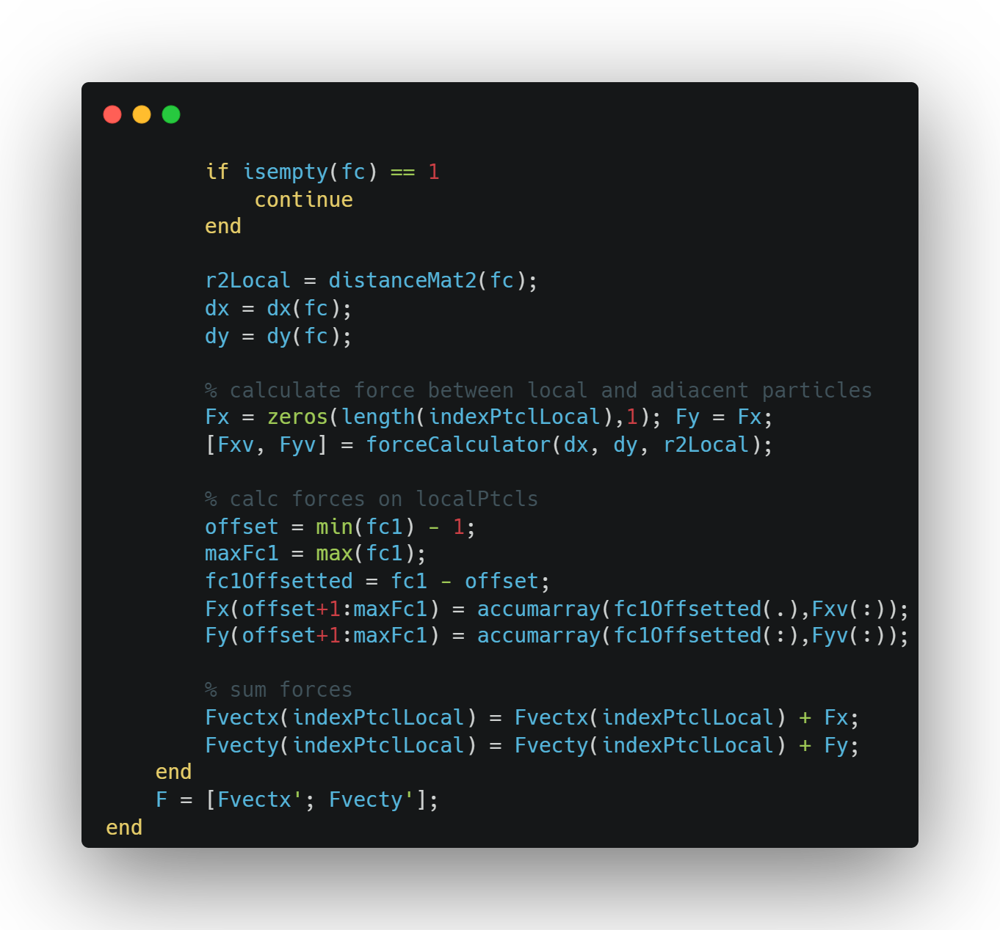 if isempty(fc) == 1
continue
end
r2Local = distanceMat2(fc);
dx = dx(fc);
dy = dy(fc);
% calculate force between local and adiacent particles
Fx = zeros(length(indexPtclLocal),1); Fy = Fx;
[Fxv, Fyv] = forceCalculator(dx, dy, r2Local);
% calc forces on localPtcls
offset = min(fc1) - 1;
maxFc1 = max(fc1);
fc1Offsetted = fc1 - offset;
Fx(offset+1:maxFc1) = accumarray(fc1Offsetted(.),Fxv(:));
Fy(offset+1:maxFc1) = accumarray(fc1Offsetted(:),Fyv(:));
% sum forces
Fvectx(indexPtclLocal) = Fvectx(indexPtclLocal) + Fx;
Fvecty(indexPtclLocal) = Fvecty(indexPtclLocal) + Fy;
end
F = [Fvectx'; Fvecty'];
end